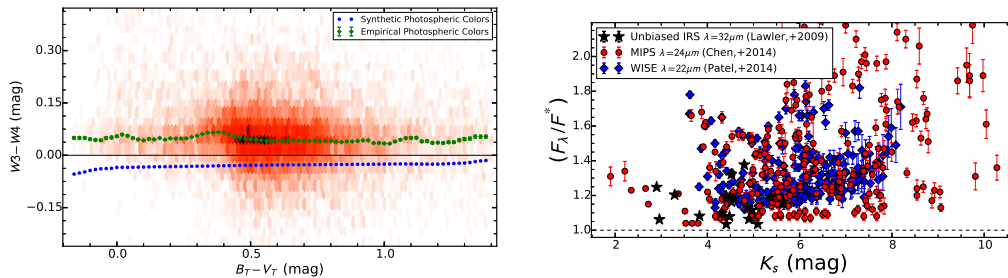 Synthetic Photospheric Colors
Empirical Photospheric Colors
0.30
0.15
0.00
−0.15
W3−W4 (mag)
0.0
0.5
1.0
B_T−V_T (mag)
Unbiased IRS λ=32μm (Lawler,+2009)
MIPS λ=24μm (Chen,+2014)
WISE λ=22μm (Patel,+2014)
2.2
2.0
1.8
1.6
1.4
1.2
1.0
(F_λ/F*)
2
4
6
8
10
K_s (mag)